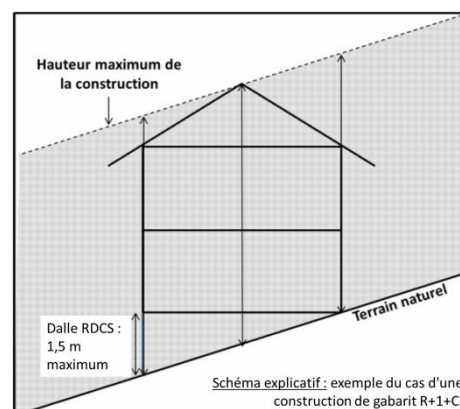 Hauteur maximum de
la construction
Dalle RDCS :
1,5 m
maximum
Terrain naturel
Schéma explicatif : exemple du cas d'une
construction de gabarit R+1+C